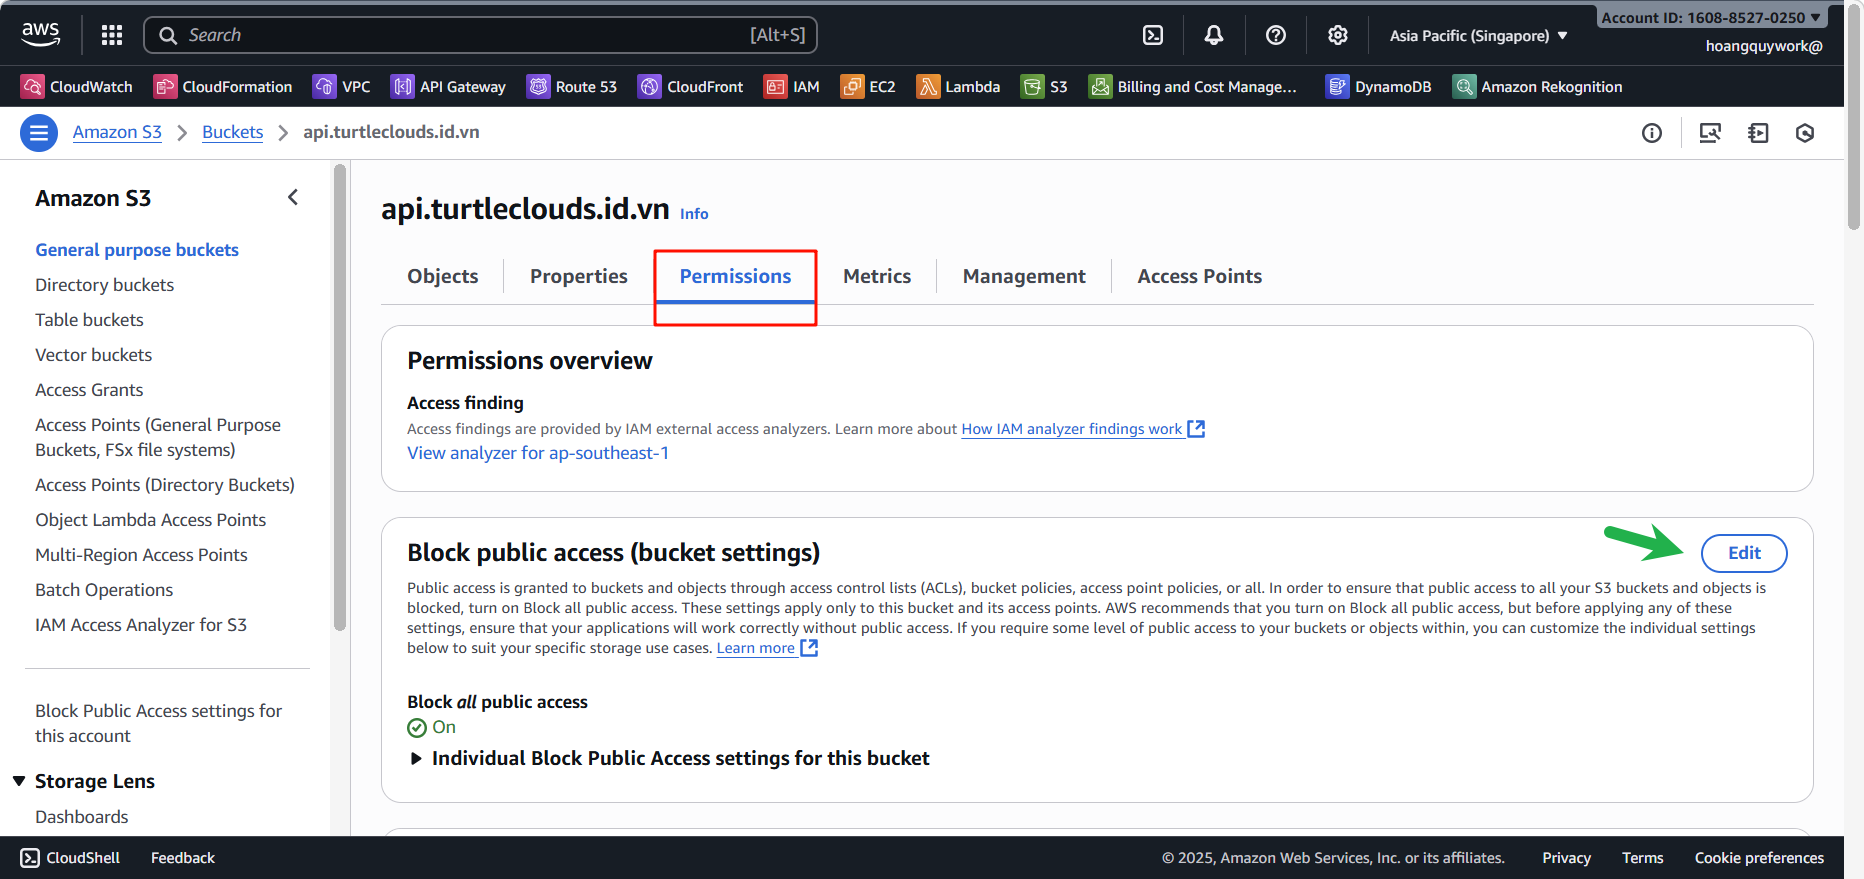 aws
Search
[Alt+S]
Asia Pacific (Singapore)
Account ID: 1608-8527-0250
hoangquywork@
CloudWatch
CloudFormation
VPC
API Gateway
Route 53
CloudFront
IAM
EC2
Lambda
S3
Billing and Cost Manage...
DynamoDB
Amazon Rekognition
Amazon S3
Buckets
api.turtleclouds.id.vn
Amazon S3
General purpose buckets
Directory buckets
Table buckets
Vector buckets
Access Grants
Access Points (General Purpose
Buckets, FSx file systems)
Access Points (Directory Buckets)
Object Lambda Access Points
Multi-Region Access Points
Batch Operations
IAM Access Analyzer for S3
Block Public Access settings for
this account
Storage Lens
Dashboards
api.turtleclouds.id.vn Info
Objects
Properties
Permissions
Metrics
Management
Access Points
Permissions overview
Access finding
Access findings are provided by IAM external access analyzers. Learn more about How IAM analyzer findings work
View analyzer for ap-southeast-1
Block public access (bucket settings)
Edit
Public access is granted to buckets and objects through access control lists (ACLs), bucket policies, access point policies, or all. In order to ensure that public access to all your S3 buckets and objects is
blocked, turn on Block all public access. These settings apply only to this bucket and its access points. AWS recommends that you turn on Block all public access, but before applying any of these
settings, ensure that your applications will work correctly without public access. If you require some level of public access to your buckets or objects within, you can customize the individual settings
below to suit your specific storage use cases. Learn more
Block all public access
On
Individual Block Public Access settings for this bucket
CloudShell
Feedback
© 2025, Amazon Web Services, Inc. or its affiliates.
Privacy
Terms
Cookie preferences